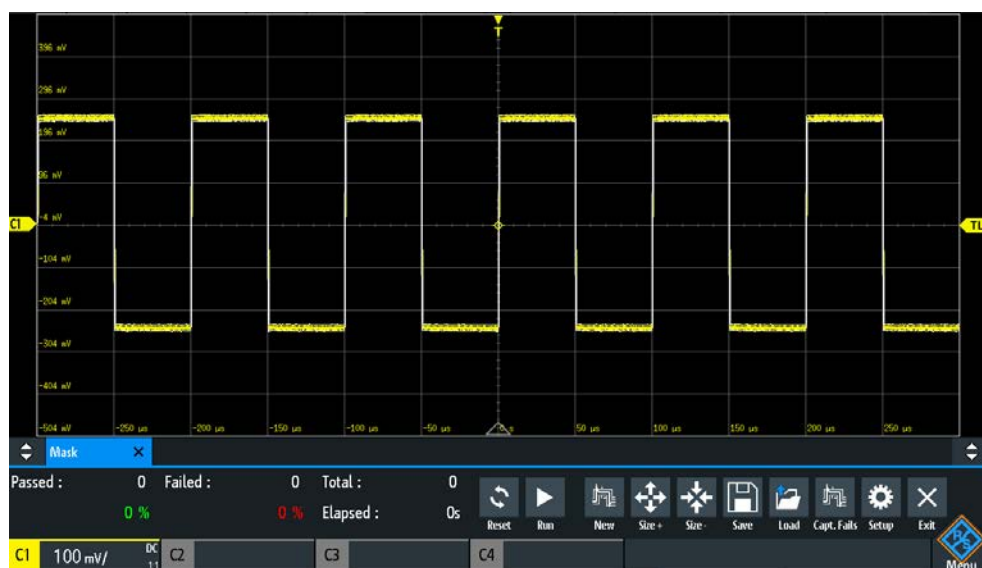 T
396 mV
296 mV
196 mV
96 mV
C1 -4 mV TL
-104 mV
-204 mV
-304 mV
-404 mV
-504 mV -250 µs -200 µs -150 µs -100 µs -50 µs 0 s 50 µs 100 µs 150 µs 200 µs 250 µs
Mask ×
Passed : 0 Failed : 0 Total : 0
0 % 0 % Elapsed : 0s
Reset Run New Size + Size - Save Load Capt. Fails Setup Exit
C1 100 mV/ DC C2 C3 C4 Menu
R&S